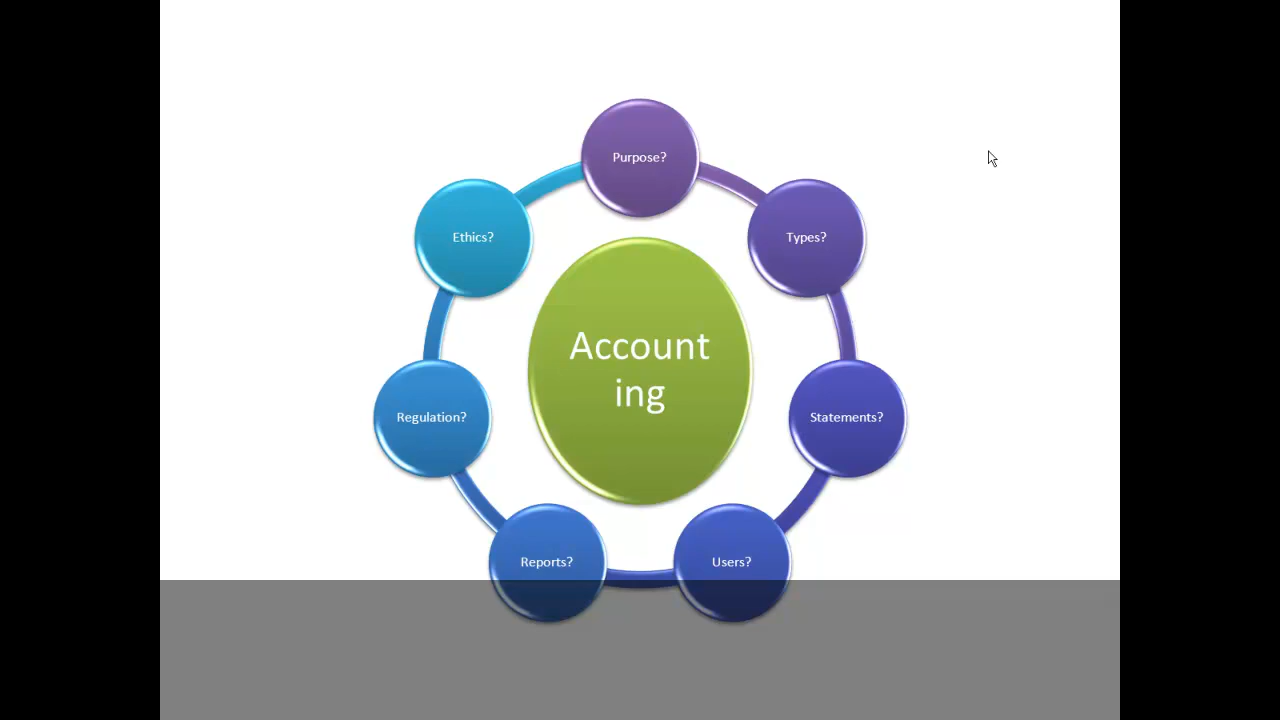 Purpose?
Types?
Statements?
Users?
Reports?
Regulation?
Ethics?
Account
ing